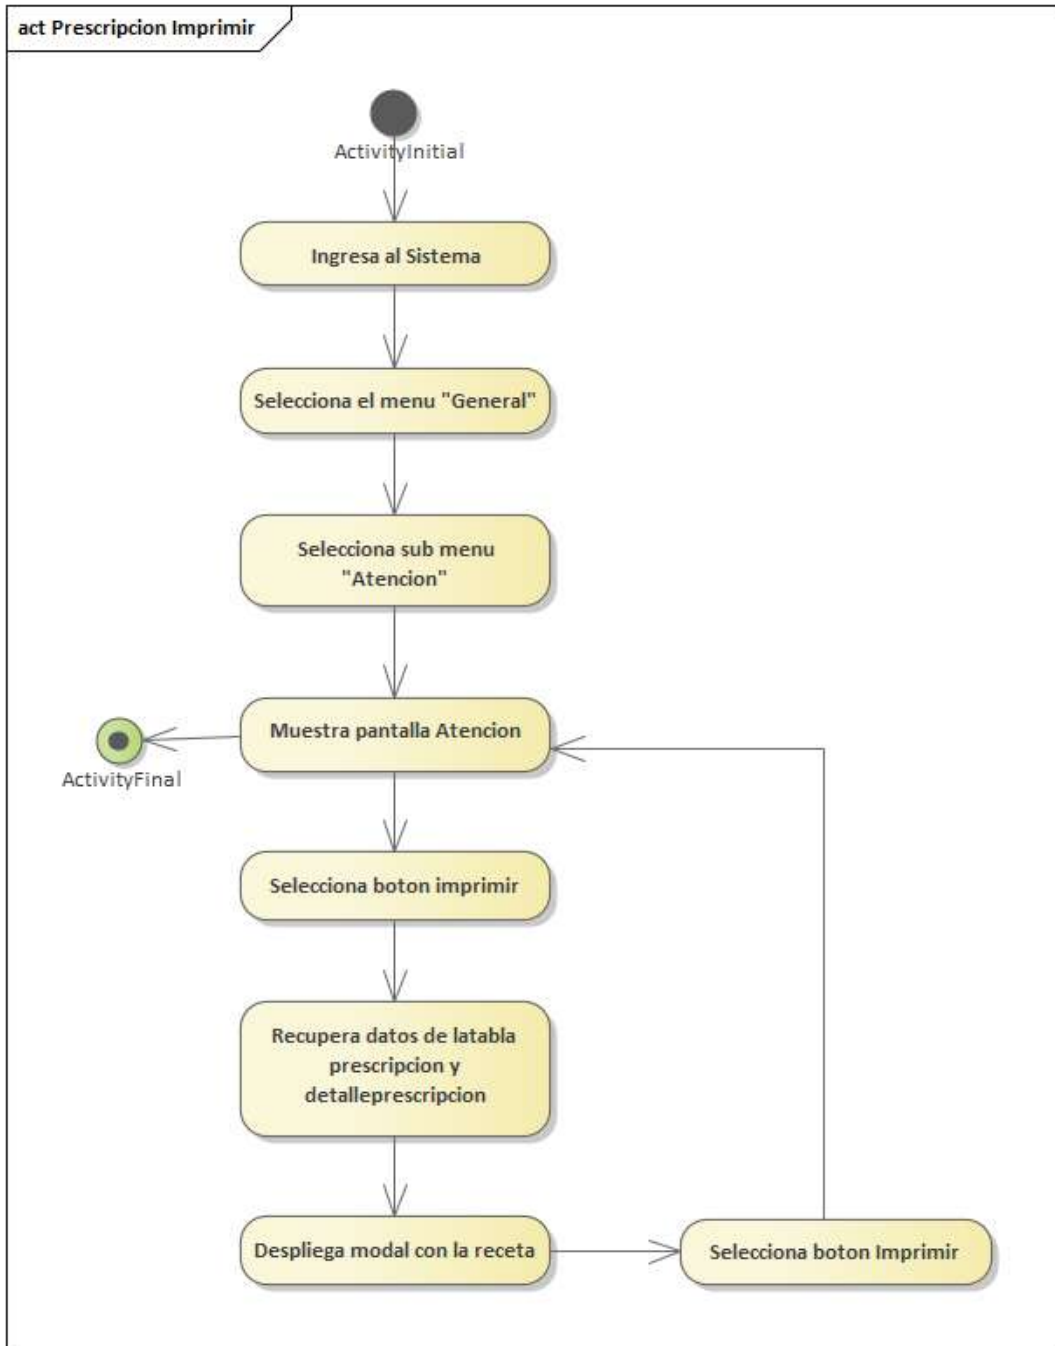 act Prescripcion Imprimir
ActivityInitial
Ingresa al Sistema
Selecciona el menu "General"
Selecciona sub menu
"Atencion"
Muestra pantalla Atencion
ActivityFinal
Selecciona boton imprimir
Recupera datos de latabla
prescripcion y
detalleprescripcion
Despliega modal con la receta
Selecciona boton Imprimir